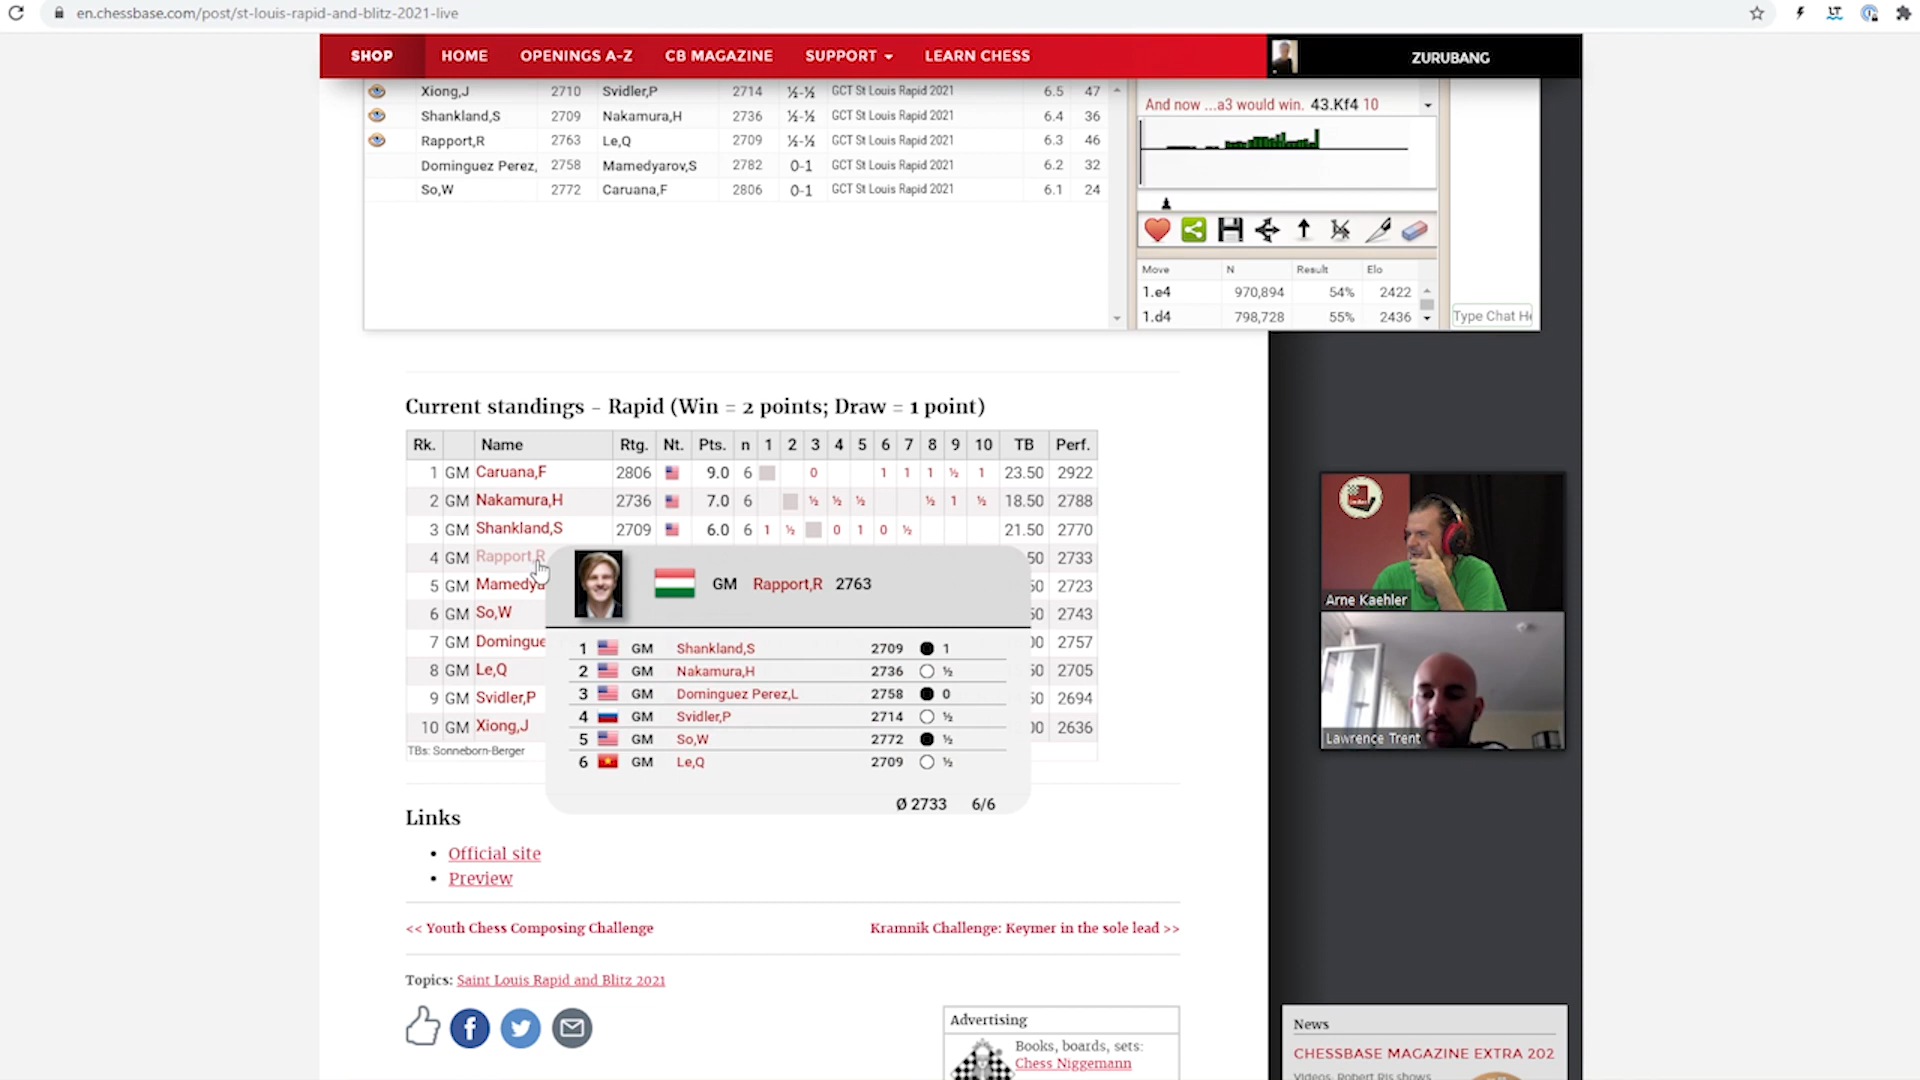 en.chessbase.com/post/st-louis-rapid-and-blitz-2021-live
SHOP HOME OPENINGS A-Z CB MAGAZINE SUPPORT LEARN CHESS ZURUBANG
Xiong,J 2710 Svidler,P 2714 ½-½ GCT St Louis Rapid 2021 6.5 47
Shankland,S 2709 Nakamura,H 2736 ½-½ GCT St Louis Rapid 2021 6.4 36
Rapport,R 2763 Le,Q 2709 ½-½ GCT St Louis Rapid 2021 6.3 46
Dominguez Perez, 2758 Mamedyarov,S 2782 0-1 GCT St Louis Rapid 2021 6.2 32
So,W 2772 Caruana,F 2806 0-1 GCT St Louis Rapid 2021 6.1 24
And now ...a3 would win. 43.Kf4 10
Move N Result Elo
1.e4 970,894 54% 2422
1.d4 798,728 55% 2436
Type Chat He
Current standings - Rapid (Win = 2 points; Draw = 1 point)
Rk. Name Rtg. Nt. Pts. n 1 2 3 4 5 6 7 8 9 10 TB Perf.
1 GM Caruana,F 2806 9.0 6 0 1 1 1 ½ 1 23.50 2922
2 GM Nakamura,H 2736 7.0 6 ½ ½ ½ ½ 1 ½ 18.50 2788
3 GM Shankland,S 2709 6.0 6 1 ½ 0 1 0 ½ 21.50 2770
4 GM Rapport,R 50 2733
5 GM Mamedya 2723
6 GM So,W 50 2743
7 GM Domingue 00 2757
8 GM Le,Q 50 2705
9 GM Svidler,P 50 2694
10 GM Xiong,J 00 2636
TBs: Sonneborn-Berger
GM Rapport,R 2763
1 GM Shankland,S 2709 1
2 GM Nakamura,H 2736 ½
3 GM Dominguez Perez,L 2758 0
4 GM Svidler,P 2714 ½
5 GM So,W 2772 ½
6 GM Le,Q 2709 ½
Ø 2733 6/6
Arne Kaehler
Lawrence Trent
Links
Official site
Preview
<< Youth Chess Composing Challenge
Kramnik Challenge: Keymer in the sole lead >>
Topics: Saint Louis Rapid and Blitz 2021
Advertising
Books, boards, sets:
Chess Niggemann
News
CHESSBASE MAGAZINE EXTRA 202
Videos: Robert Ris shows